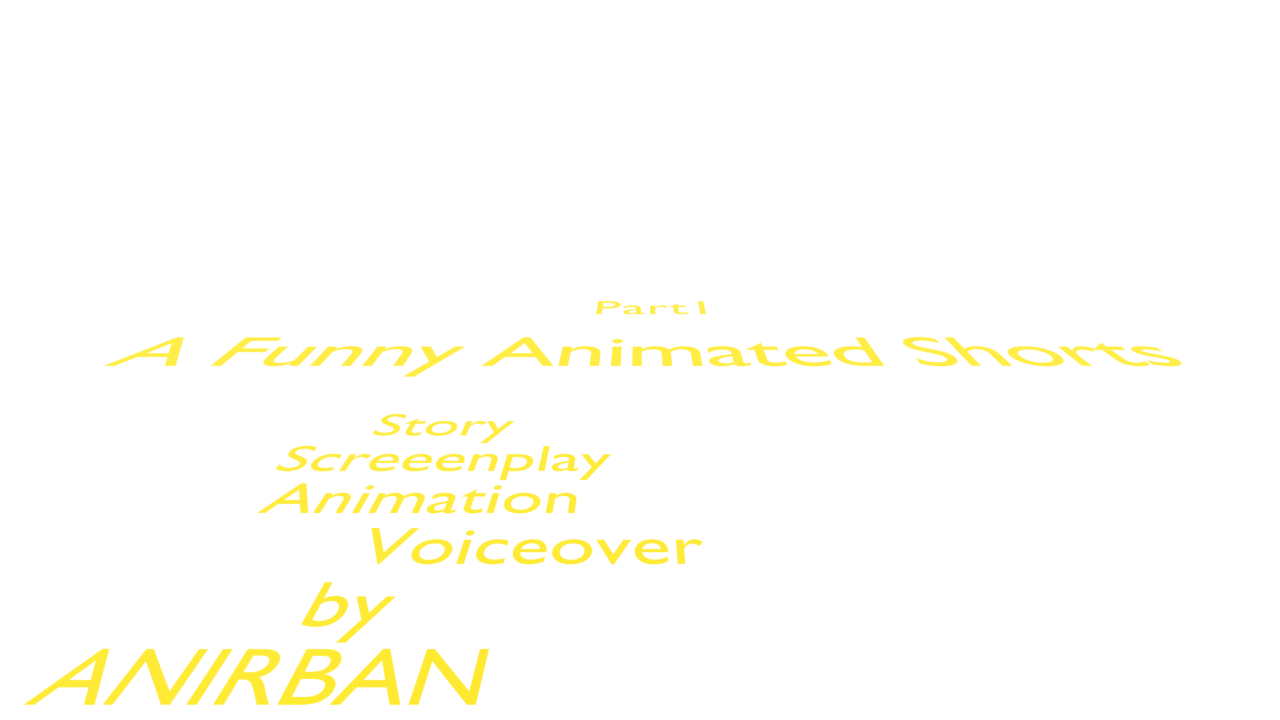 Part I
A Funny Animated Shorts
Story
Screeenplay
Animation
Voiceover
by
ANIRBAN